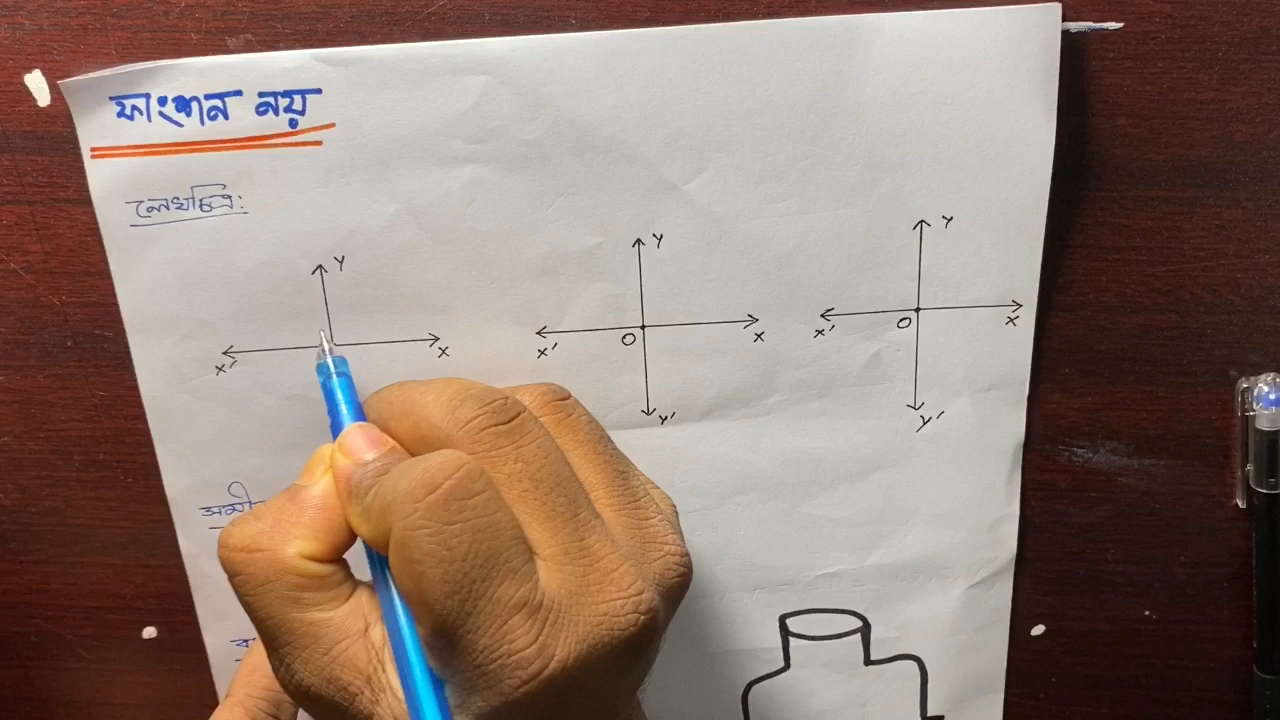 ফাংশন নয়
লেখচিত্র:
Y Y Y
X' X X' O X X' O X
Y' Y'